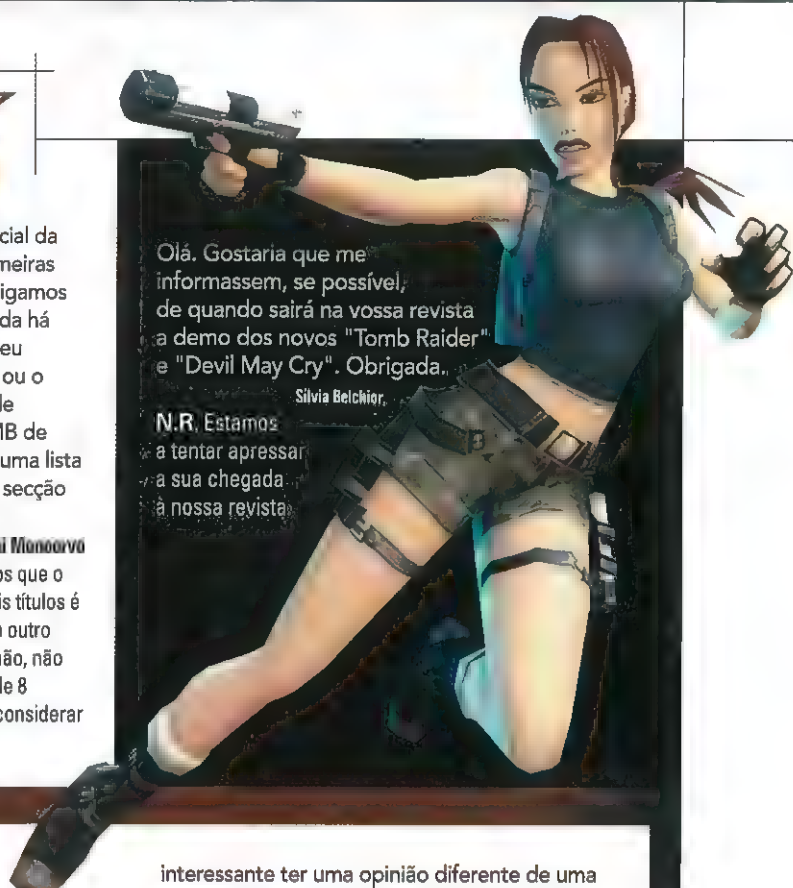 cial da
meiras
igamos
da há
eu
ou o
le
MB de
uma lista
secção
i Monoorvo
os que o
is títulos é
n outro
ão, não
le 8
considerar
Olá. Gostaria que me
informassem, se possível,
de quando sairá na vossa revista
a demo dos novos "Tomb Raider"
e "Devil May Cry". Obrigada.
Silvia Belchior,
N.R. Estamos
a tentar apressar
a sua chegada
à nossa revista
interessante ter uma opinião diferente de uma